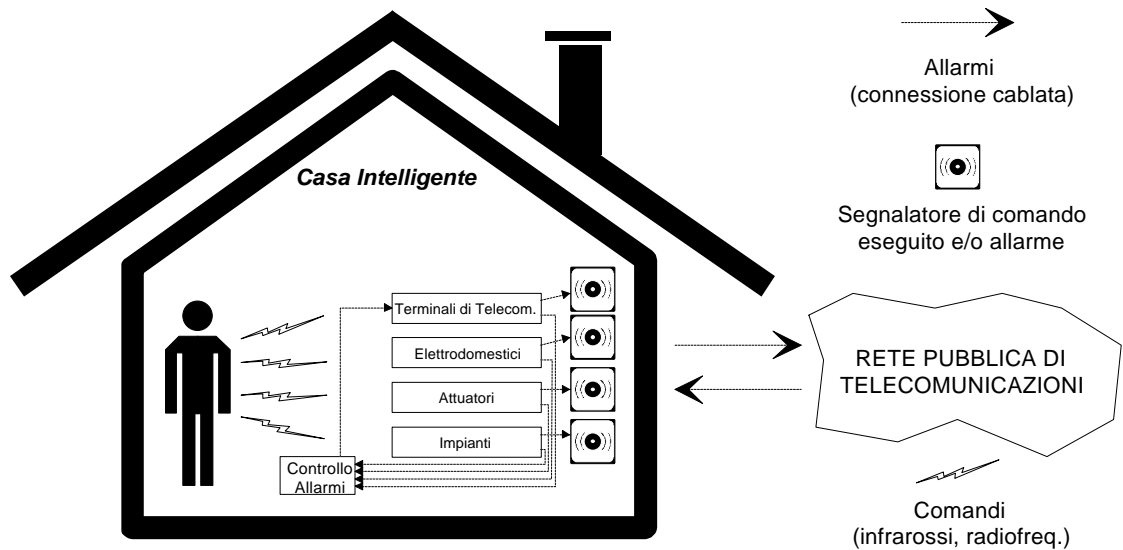 Casa Intelligente
Terminali di Telecom.
Elettrodomestici
Attuatori
Impianti
Controllo
Allarmi
Allarmi
(connessione cablata)
Segnalatore di comando
eseguito e/o allarme
RETE PUBBLICA DI
TELECOMUNICAZIONI
Comandi
(infrarossi, radiofreq.)